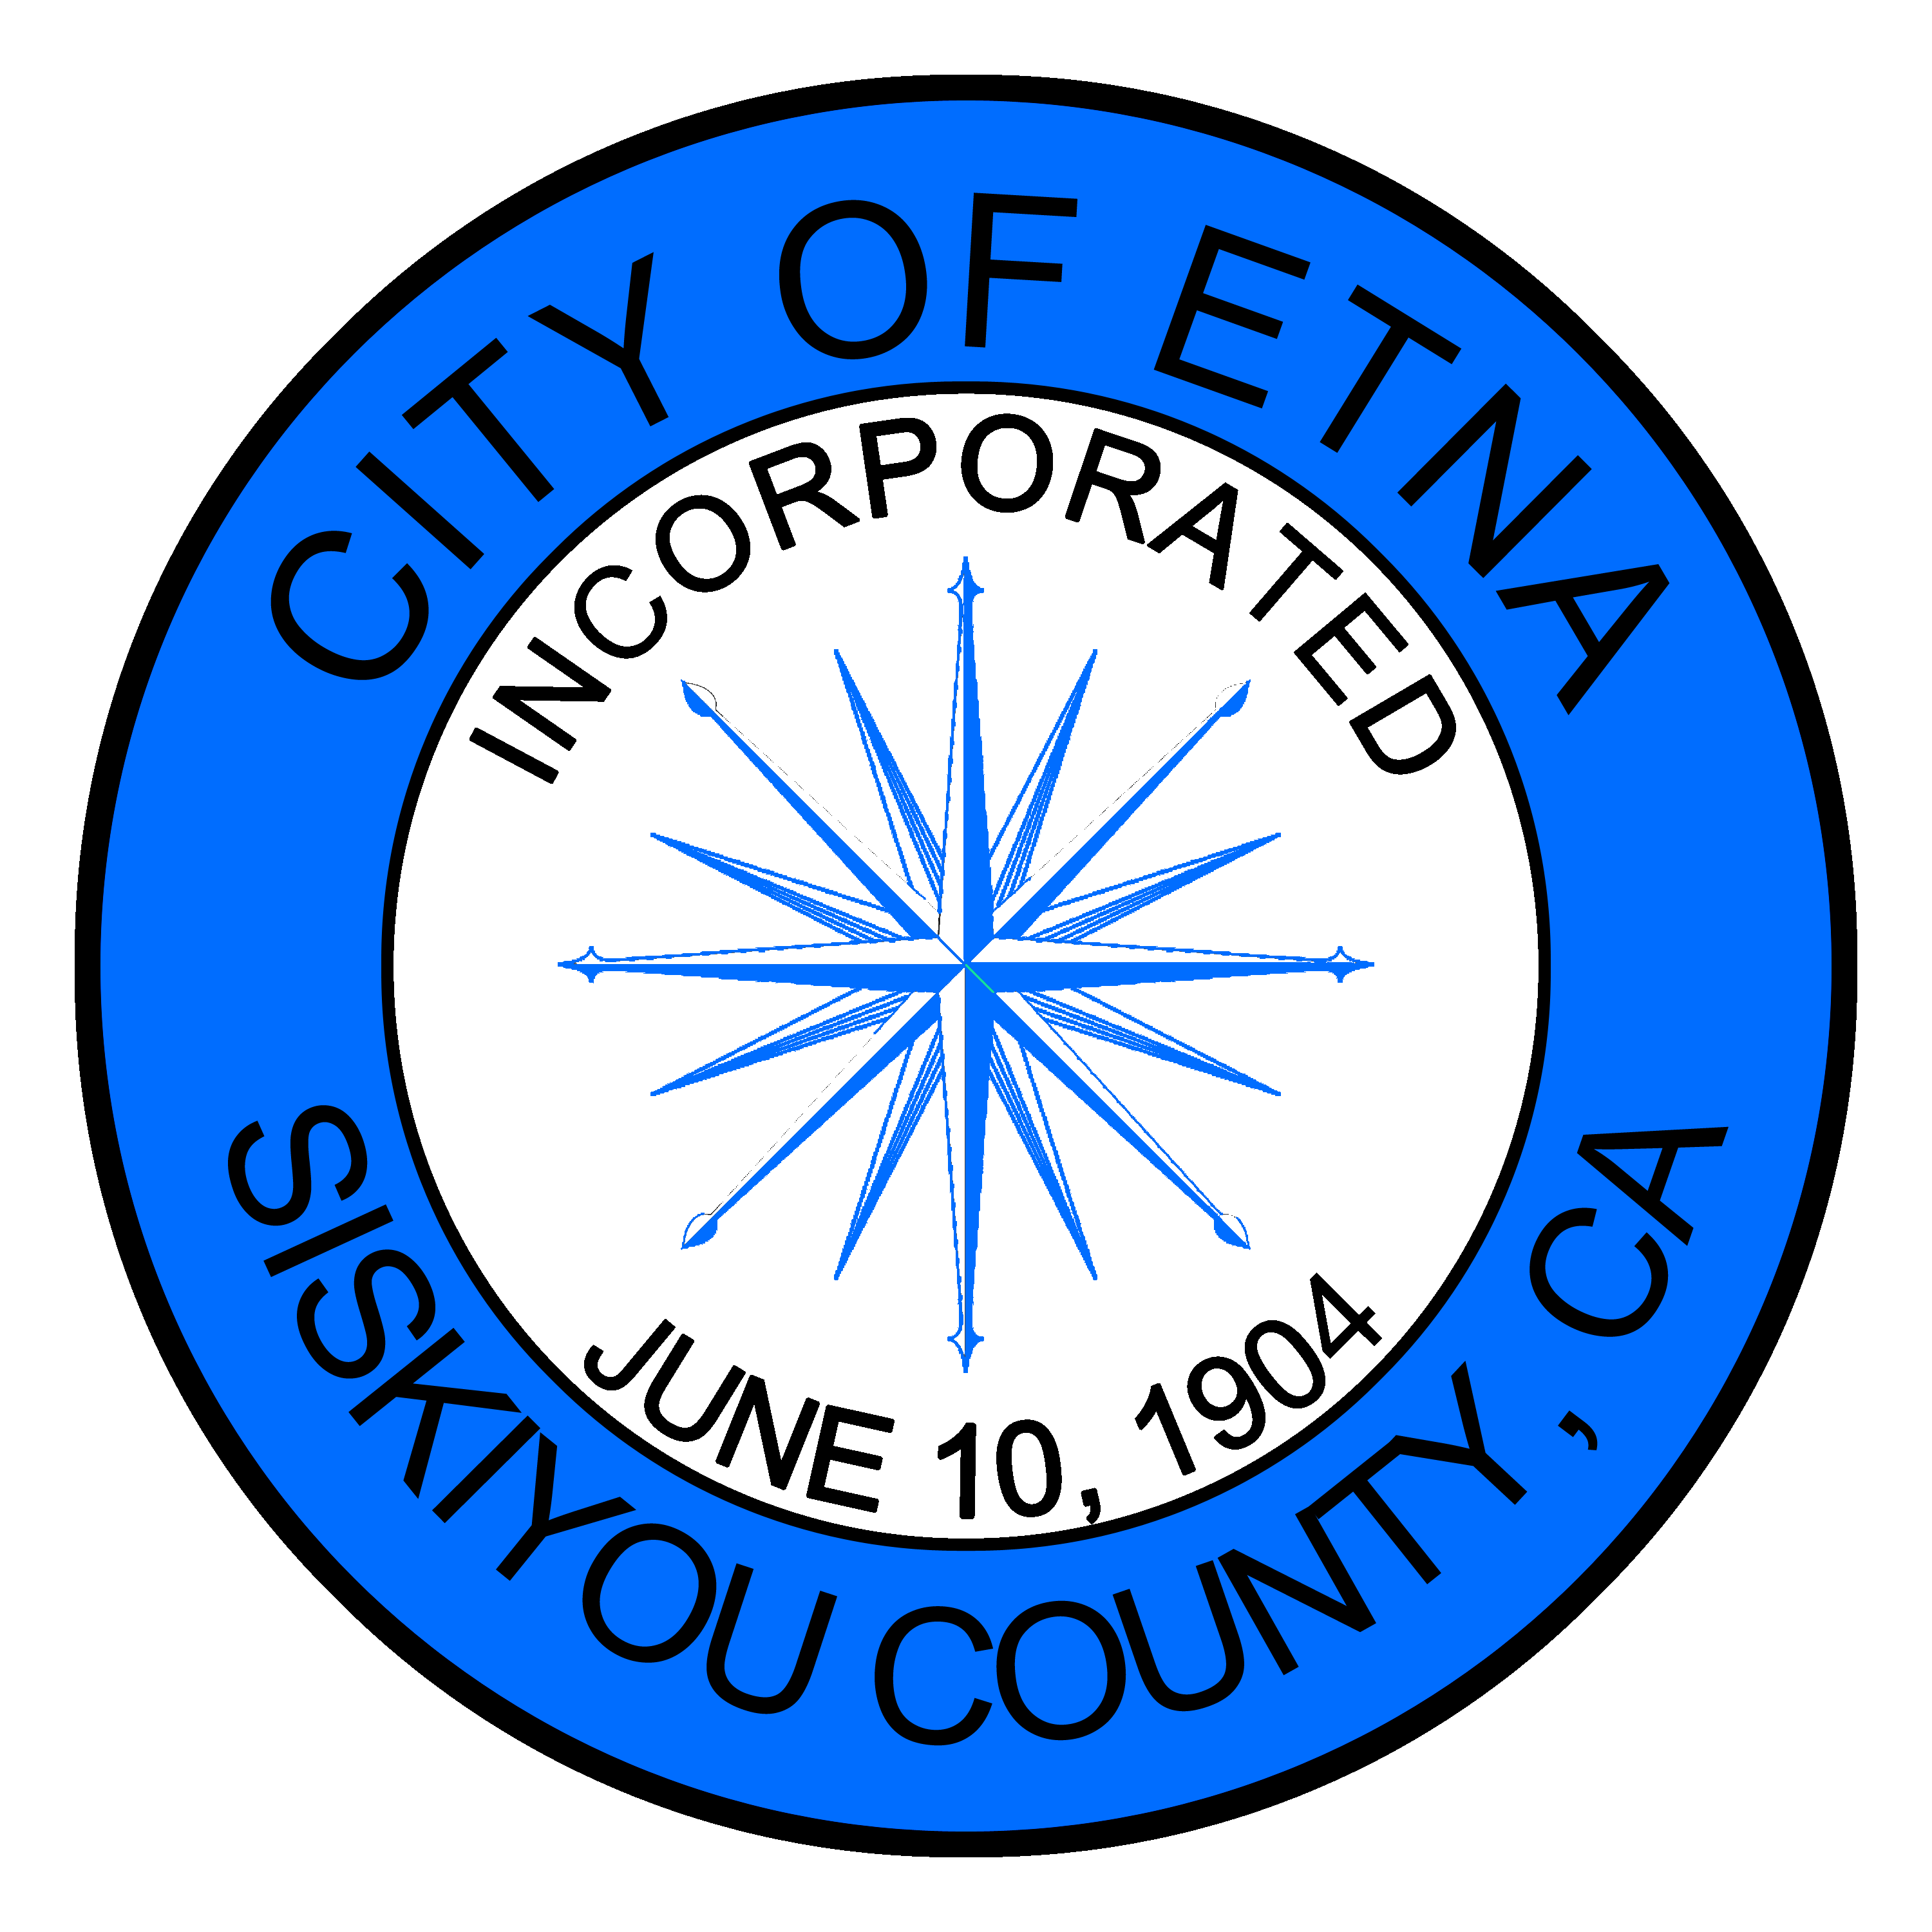 CITY OF ETNA
INCORPORATED
JUNE 10, 1904
SISKIYOU COUNTY, CA